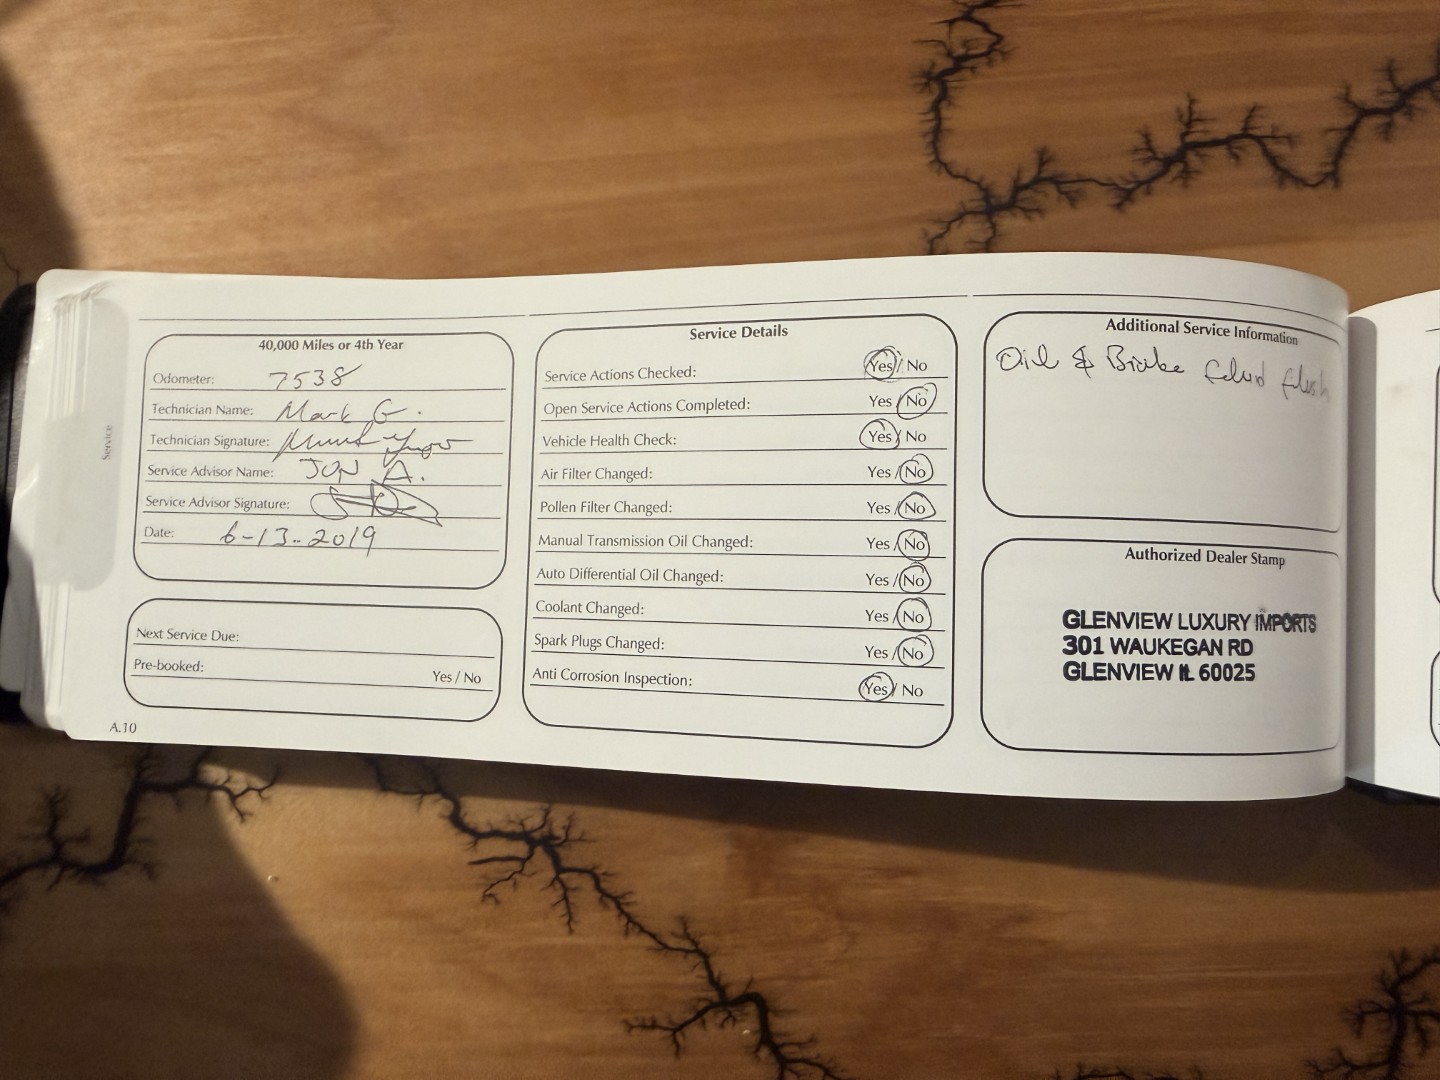 Service
40,000 Miles or 4th Year
Odometer: 7538
Technician Name: Mark G.
Technician Signature:
Service Advisor Name: JON A.
Service Advisor Signature:
Date: 6-13-2019
Next Service Due:
Pre-booked: Yes / No
A.10
Service Details
Service Actions Checked: Yes / No
Open Service Actions Completed: Yes / No
Vehicle Health Check: Yes / No
Air Filter Changed: Yes / No
Pollen Filter Changed: Yes / No
Manual Transmission Oil Changed: Yes / No
Auto Differential Oil Changed: Yes / No
Coolant Changed: Yes / No
Spark Plugs Changed: Yes / No
Anti Corrosion Inspection: Yes / No
Additional Service Information
Oil & Brake fluid flush
Authorized Dealer Stamp
GLENVIEW LUXURY IMPORTS
301 WAUKEGAN RD
GLENVIEW IL 60025